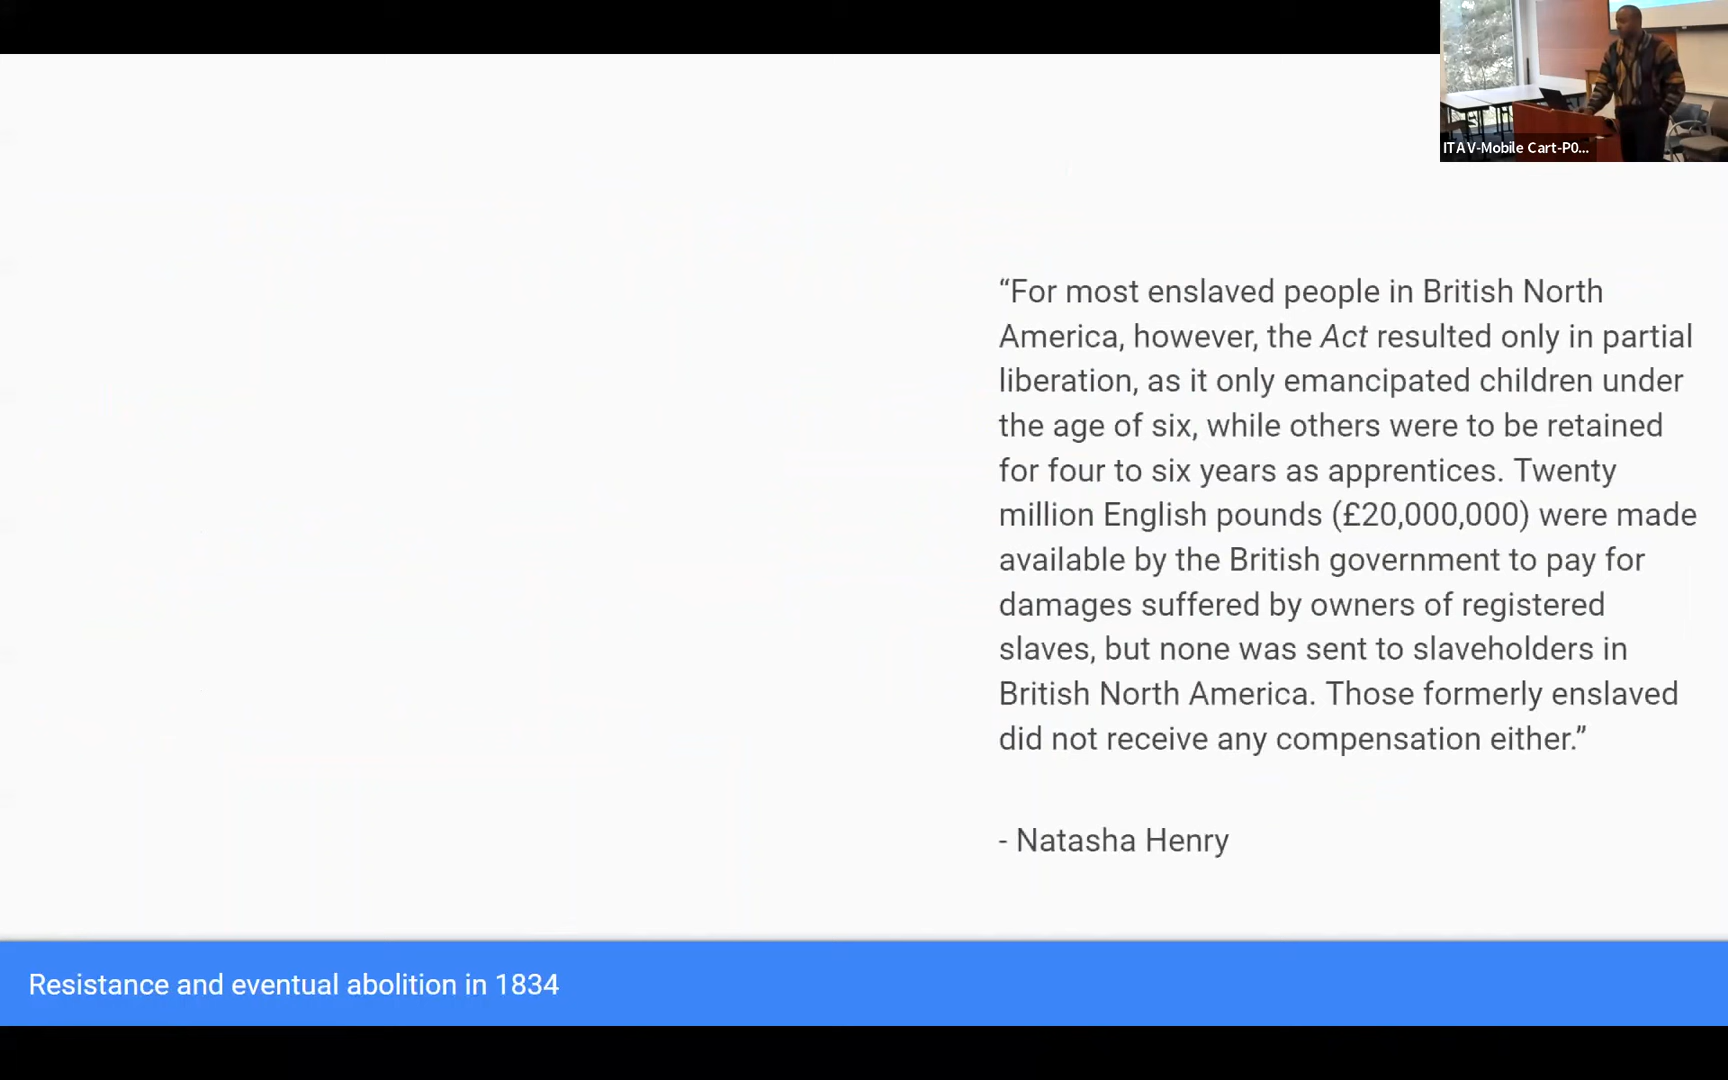 ITAV-Mobile Cart-P0...
“For most enslaved people in British North
America, however, the Act resulted only in partial
liberation, as it only emancipated children under
the age of six, while others were to be retained
for four to six years as apprentices. Twenty
million English pounds (£20,000,000) were made
available by the British government to pay for
damages suffered by owners of registered
slaves, but none was sent to slaveholders in
British North America. Those formerly enslaved
did not receive any compensation either.”
- Natasha Henry
Resistance and eventual abolition in 1834